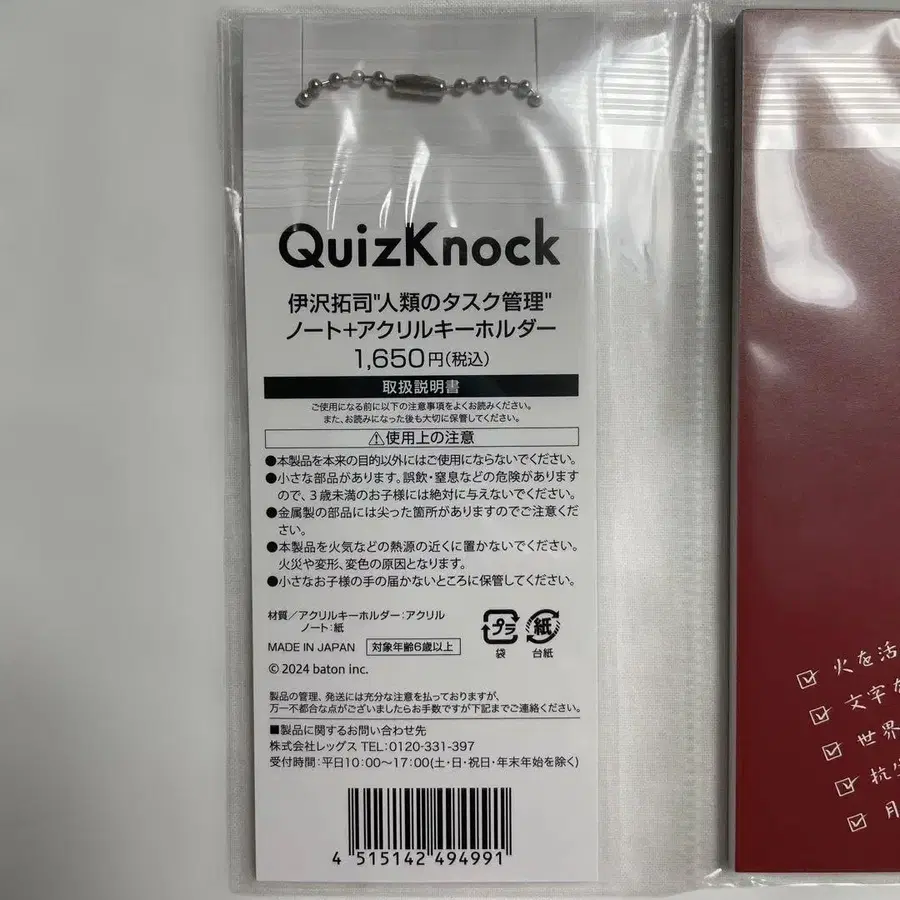 QuizKnock
伊沢拓司"人類のタスク管理"
ノート+アクリルキーホルダー
1,650円(税込)
取扱説明書
ご使用になる前に以下の注意事項をよくお読みください。
また、お読みになった後も大切に保管してください。
⚠使用上の注意
●本製品を本来の目的以外にはご使用にならないでください。
●小さな部品があります。誤飲・窒息などの危険があります
ので、3歳未満のお子様には絶対に与えないでください。
●金属製の部品には尖った箇所がありますのでご注意くだ
さい。
●本製品を火気などの熱源の近くに置かないでください。
火災や変形、変色の原因となります。
●小さなお子様の手の届かないところに保管してください。
材質/アクリルキーホルダー:アクリル
ノート:紙
MADE IN JAPAN 対象年齢6歳以上
© 2024 baton inc.
プラ 紙
袋 台紙
製品の管理、発送には充分な注意を払っておりますが、
万一不都合な点がございましたらお手数ですが下記までご連絡ください。
■製品に関するお問い合わせ先
株式会社レッグス TEL:0120-331-397
受付時間:平日10:00〜17:00(土・日・祝日・年末年始を除く)
4 515142 494991
火を活
文字を
世界
抗生
月